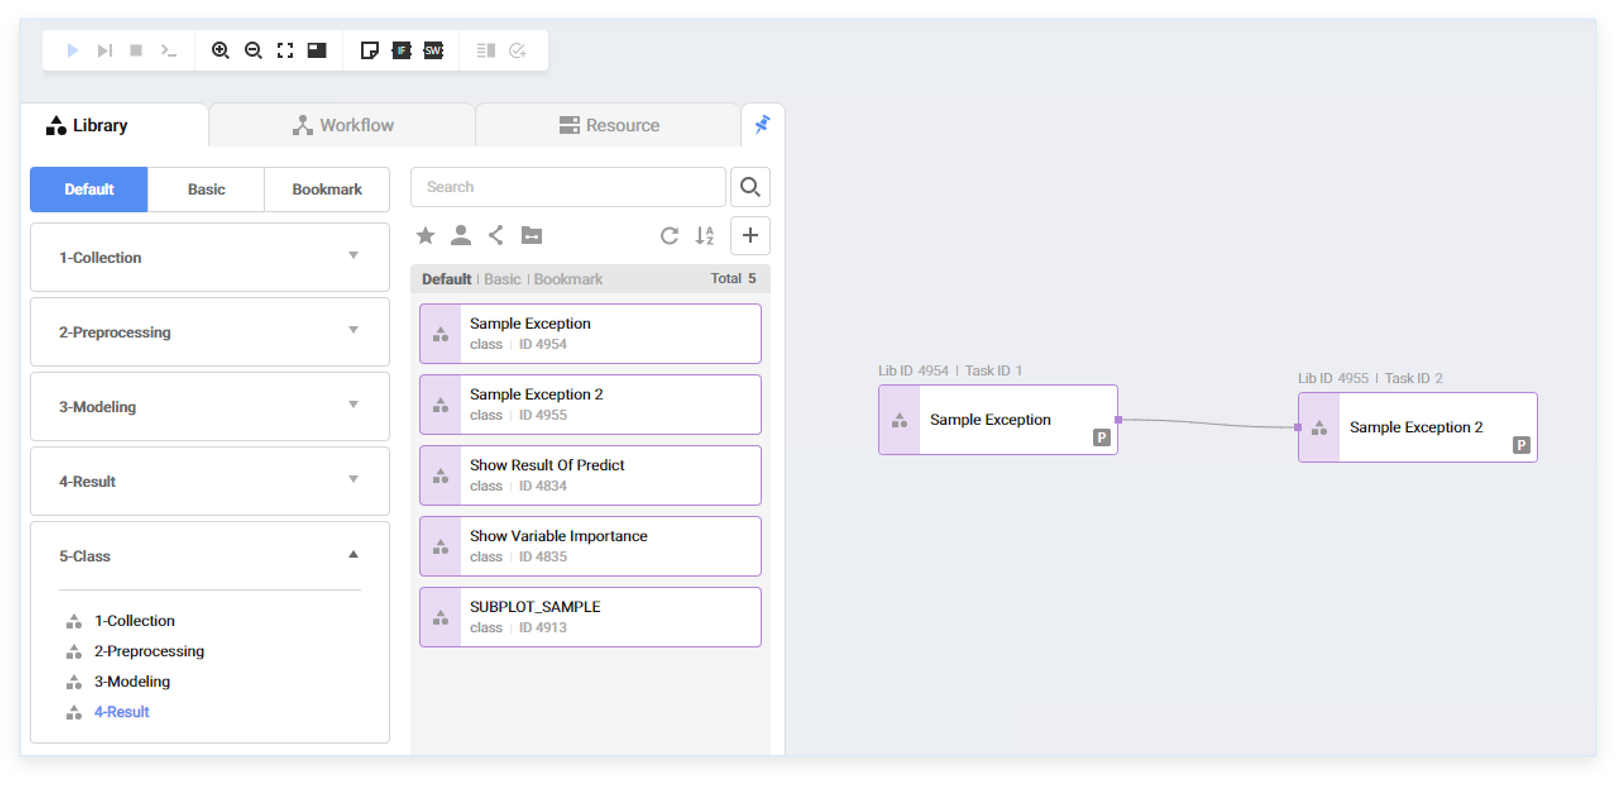 IF SW
Library Workflow Resource
Default Basic Bookmark
1-Collection
2-Preprocessing
3-Modeling
4-Result
5-Class
1-Collection
2-Preprocessing
3-Modeling
4-Result
Search
A
Z
Default | Basic | Bookmark Total 5
Sample Exception
class | ID 4954
Sample Exception 2
class | ID 4955
Show Result Of Predict
class | ID 4834
Show Variable Importance
class | ID 4835
SUBPLOT_SAMPLE
class | ID 4913
Lib ID 4954 | Task ID 1
Sample Exception
P
Lib ID 4955 | Task ID 2
Sample Exception 2
P